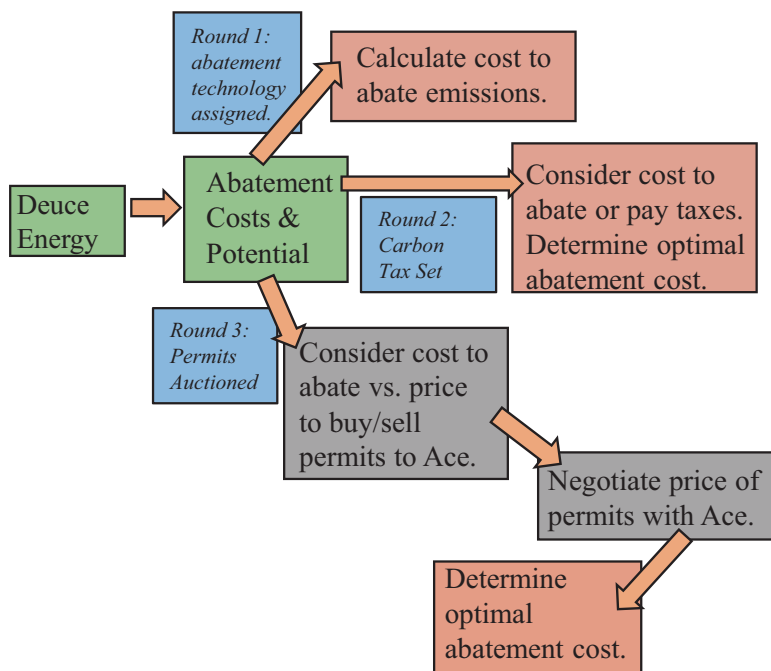 Round 1:
abatement
technology
assigned.
Calculate cost to
abate emissions.
Deuce
Energy
Abatement
Costs &
Potential
Round 2:
Carbon
Tax Set
Consider cost to
abate or pay taxes.
Determine optimal
abatement cost.
Round 3:
Permits
Auctioned
Consider cost to
abate vs. price
to buy/sell
permits to Ace.
Negotiate price of
permits with Ace.
Determine
optimal
abatement cost.